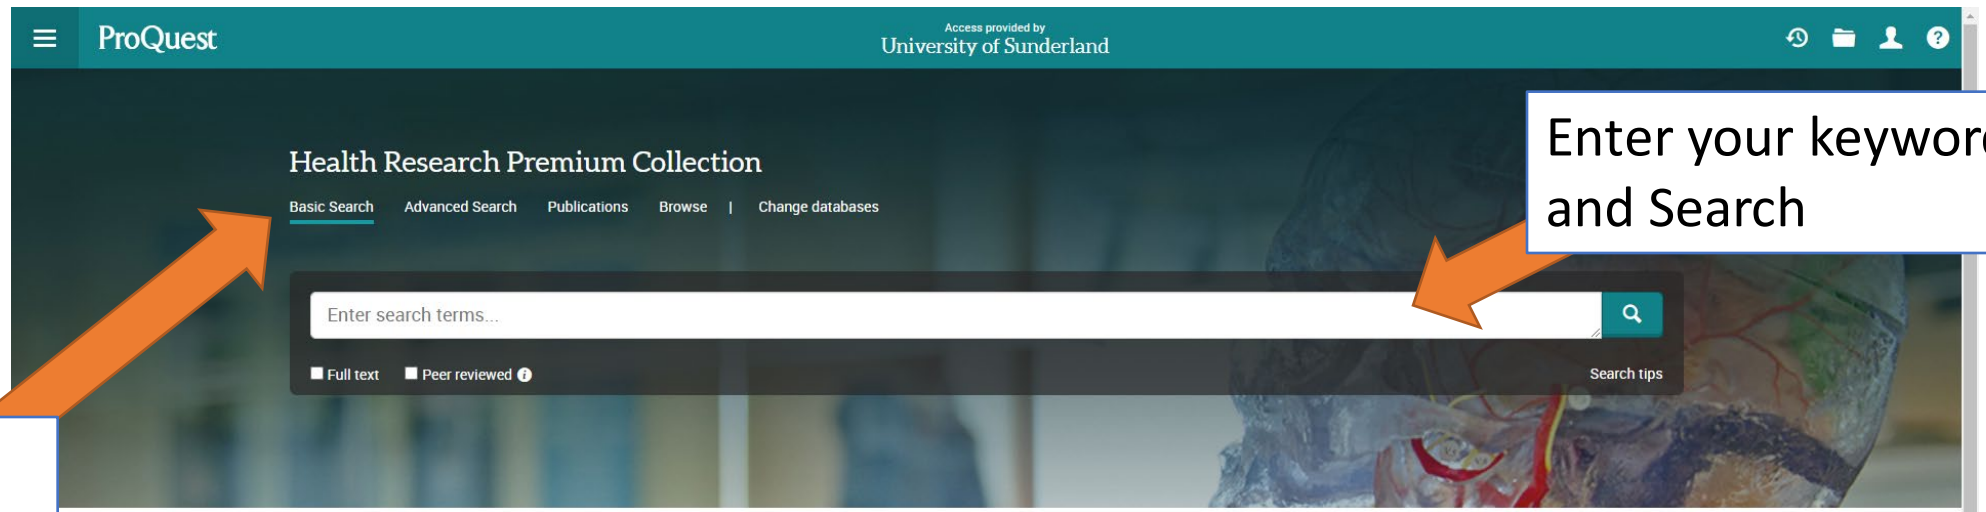 ProQuest
Access provided by
University of Sunderland
Enter your keywor
and Search
Health Research Premium Collection
Basic Search Advanced Search Publications Browse | Change databases
Enter search terms...
Full text Peer reviewed
Search tips